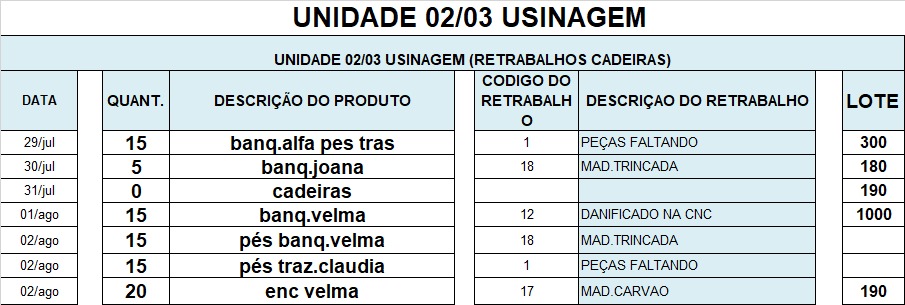 UNIDADE 02/03 USINAGEM
UNIDADE 02/03 USINAGEM (RETRABALHOS CADEIRAS)
DATA QUANT. DESCRIÇÃO DO PRODUTO CODIGO DO RETRABALHO DESCRIÇAO DO RETRABALHO LOTE
29/jul 15 banq.alfa pes tras 1 PEÇAS FALTANDO 300
30/jul 5 banq.joana 18 MAD.TRINCADA 180
31/jul 0 cadeiras 190
01/ago 15 banq.velma 12 DANIFICADO NA CNC 1000
02/ago 15 pés banq.velma 18 MAD.TRINCADA
02/ago 15 pés traz.claudia 1 PEÇAS FALTANDO
02/ago 20 enc velma 17 MAD.CARVAO 190